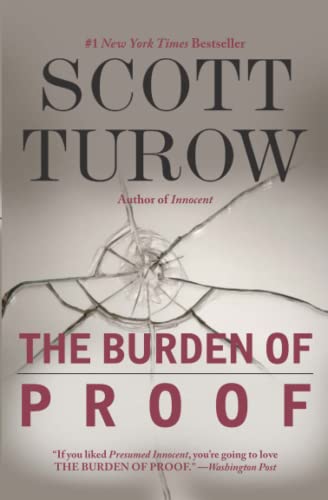 #1 New York Times Bestseller
SCOTT
TUROW
Author of Innocent
THE BURDEN OF
PROOF
"If you liked Presumed Innocent, you're going to love
THE BURDEN OF PROOF." —Washington Post